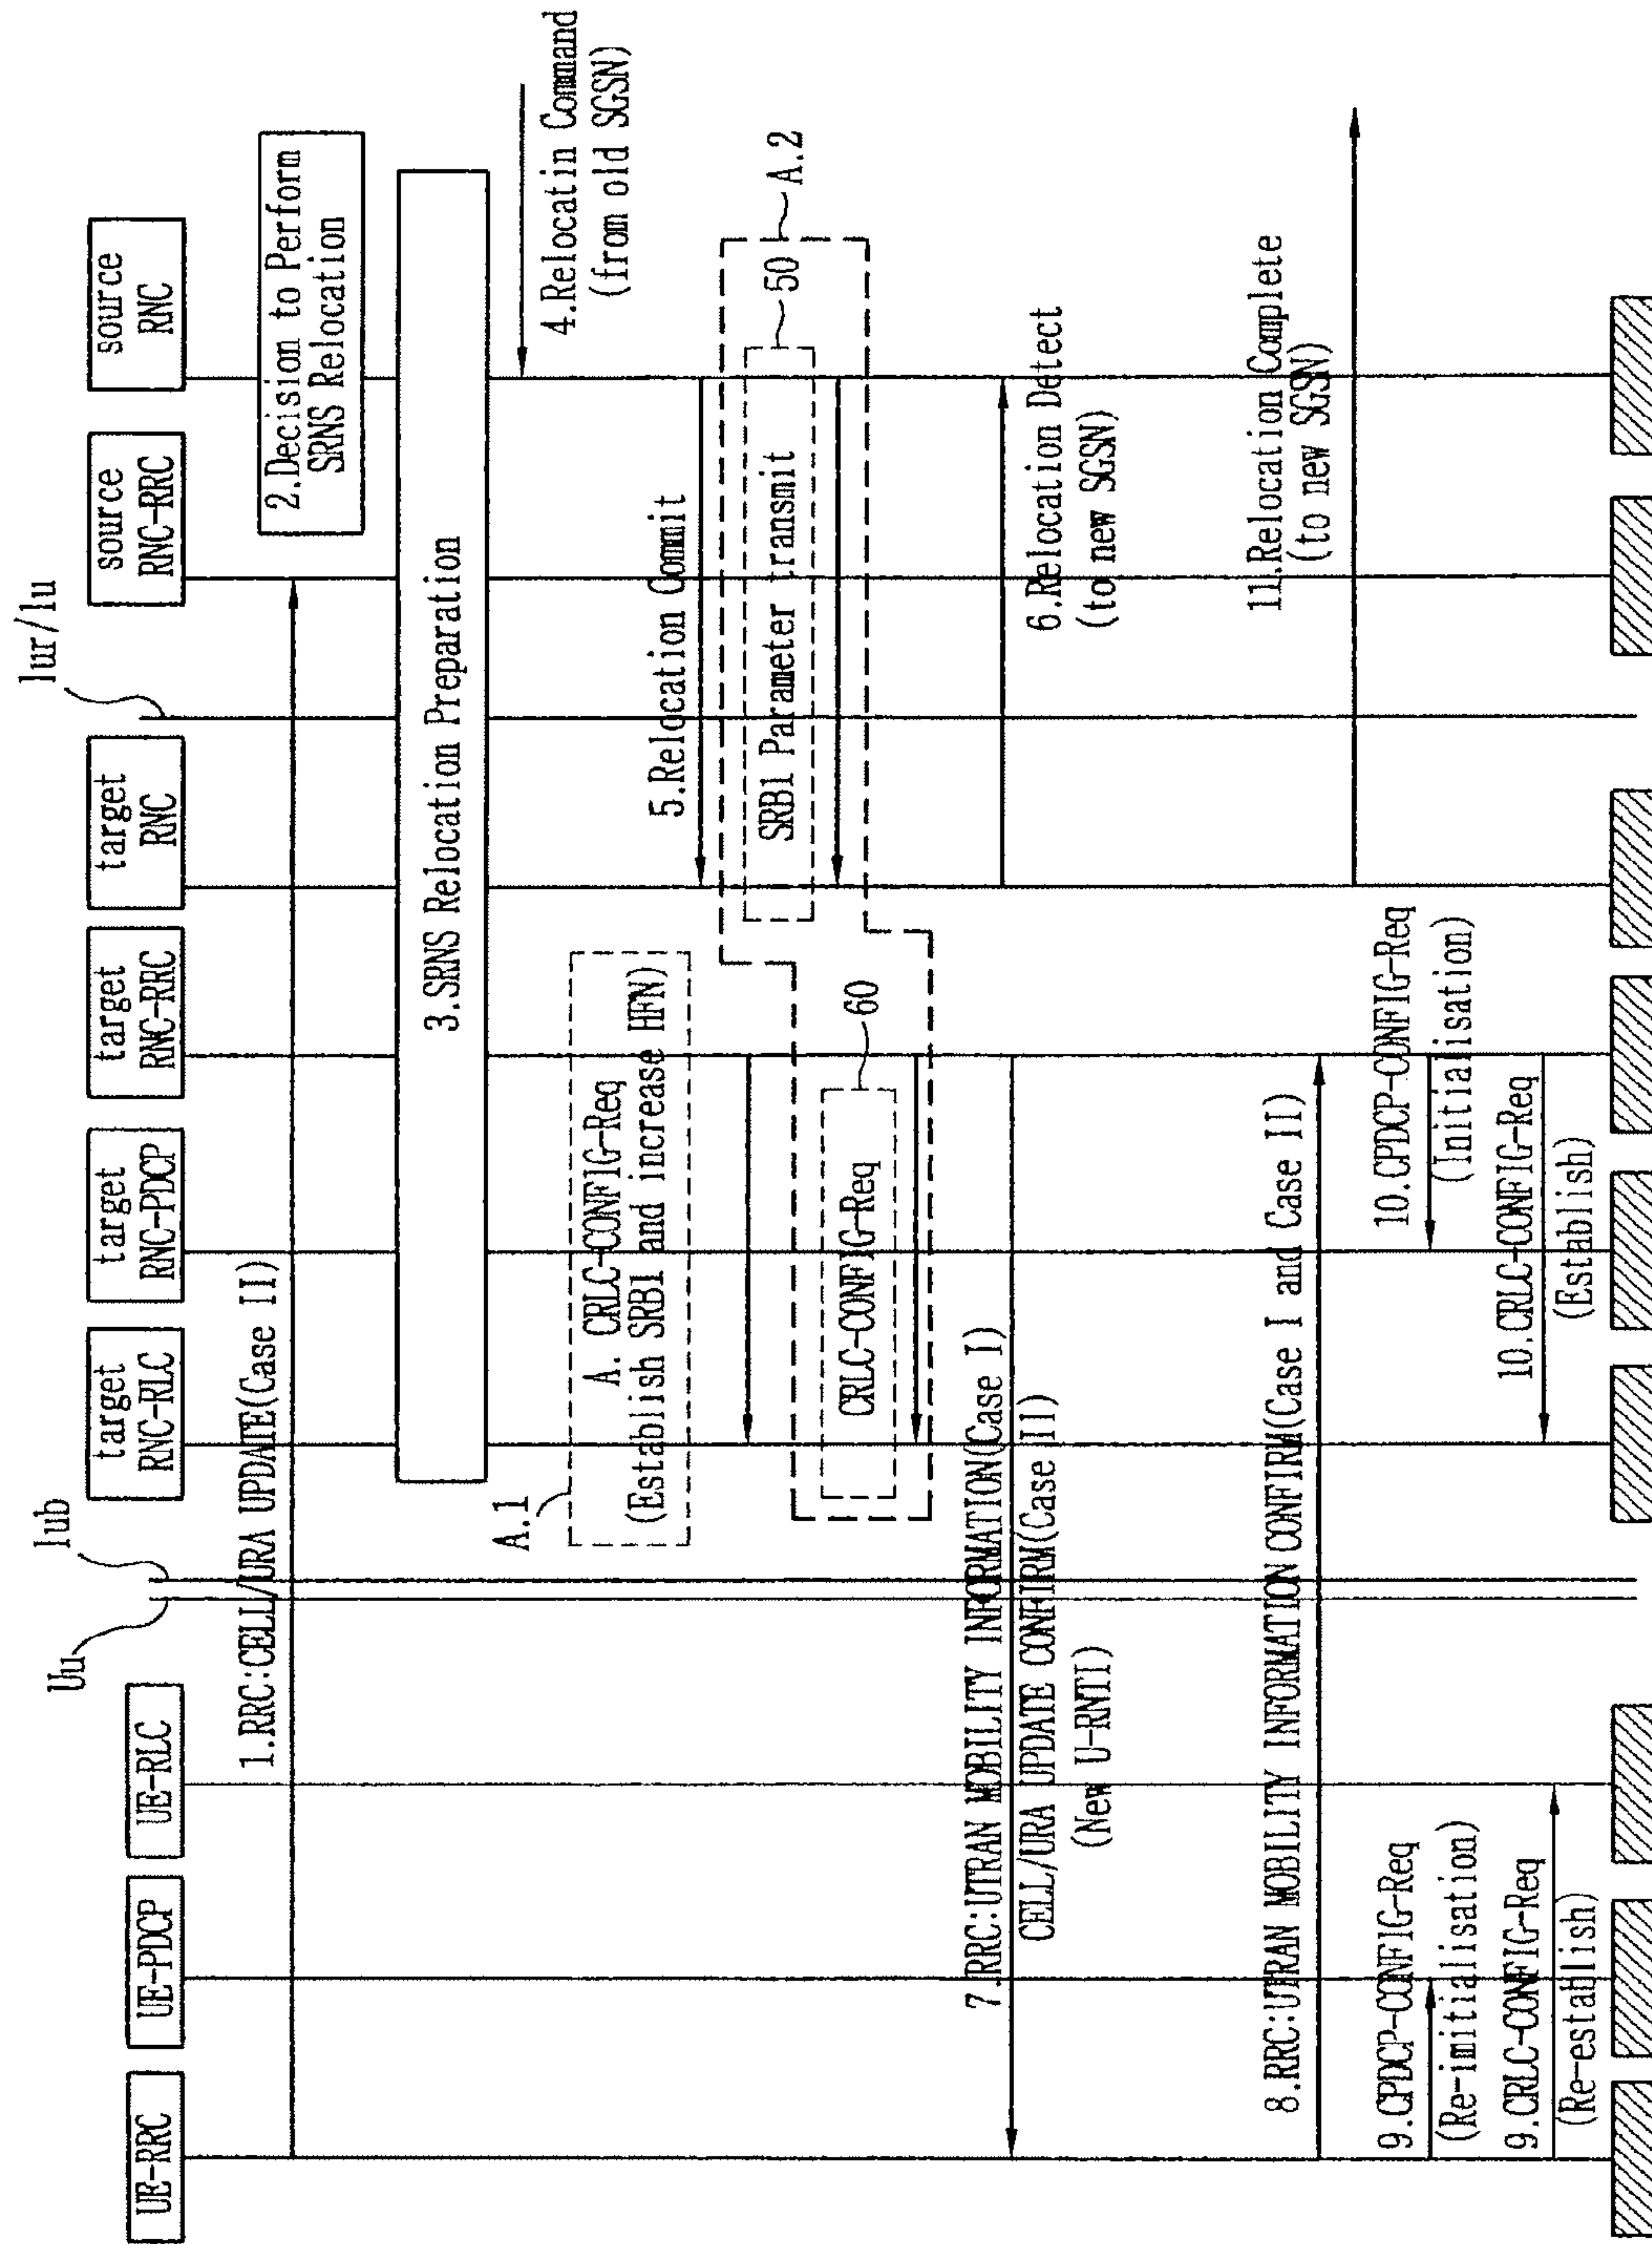 UE-RRC
UE-PDCP
UE-RLC
Uu
Iub
target
RNC-RLC
target
RNC-PDCP
target
RNC-RRC
target
RNC
Iur/Iu
source
RNC-RRC
source
RNC
1.RRC:CELL/URA UPDATE(Case II)
2.Decision to Perform
SRNS Relocation
3.SRNS Relocation Preparation
4.Relocatin Command
(from old SGSN)
A.1
A. CRLC-CONFIG-Req
(Establish SRB1 and increase HFN)
5.Relocation Commit
SRB1 Parameter transmit
50
A.2
CRLC-CONFIG-Req
60
6.Relocation Detect
(to new SGSN)
7.RRC:UTRAN MOBILITY INFORMATION(Case I)
CELL/URA UPDATE CONFIRM(Case II)
(New U-RNTI)
8.RRC:UTRAN MOBILITY INFORMATION CONFIRM(Case I and Case II)
11.Relocation Complete
(to new SGSN)
9.CPDCP-CONFIG-Req
(Re-imitialisation)
10.CPDCP-CONFIG-Req
(Initialisation)
9.CRLC-CONFIG-Req
(Re-establish)
10.CRLC-CONFIG-Req
(Establish)